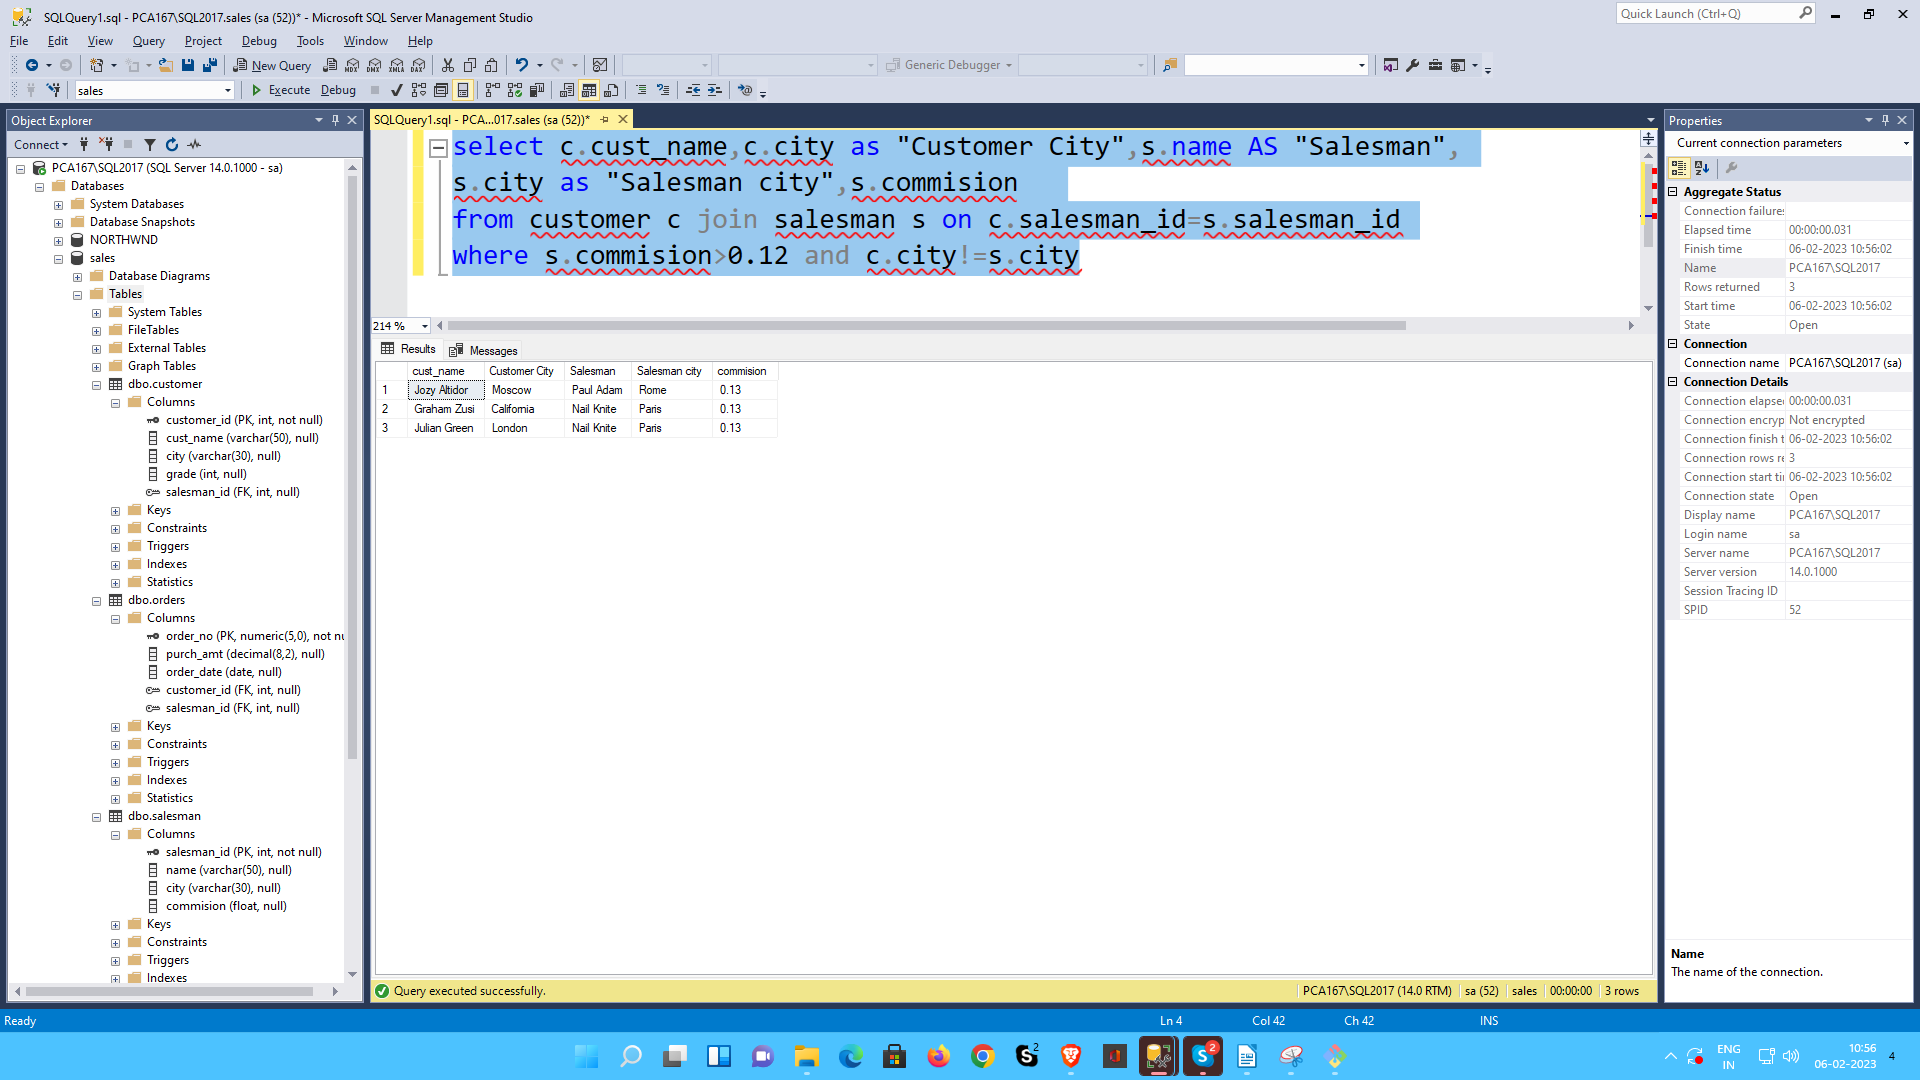 SQLQuery1.sql - PCA167\SQL2017.sales (sa (52))* - Microsoft SQL Server Management Studio
Quick Launch (Ctrl+Q)
File Edit View Query Project Debug Tools Window Help
New Query
MDX DMX XMLA DAX
Generic Debugger
sales
Execute Debug
Object Explorer
Connect
PCA167\SQL2017 (SQL Server 14.0.1000 - sa)
Databases
System Databases
Database Snapshots
NORTHWND
sales
Database Diagrams
Tables
System Tables
FileTables
External Tables
Graph Tables
dbo.customer
Columns
customer_id (PK, int, not null)
cust_name (varchar(50), null)
city (varchar(30), null)
grade (int, null)
salesman_id (FK, int, null)
Keys
Constraints
Triggers
Indexes
Statistics
dbo.orders
Columns
order_no (PK, numeric(5,0), not nu
purch_amt (decimal(8,2), null)
order_date (date, null)
customer_id (FK, int, null)
salesman_id (FK, int, null)
Keys
Constraints
Triggers
Indexes
Statistics
dbo.salesman
Columns
salesman_id (PK, int, not null)
name (varchar(50), null)
city (varchar(30), null)
commision (float, null)
Keys
Constraints
Triggers
Indexes
SQLQuery1.sql - PCA...017.sales (sa (52))*
select c.cust_name,c.city as "Customer City",s.name AS "Salesman",
s.city as "Salesman city",s.commision
from customer c join salesman s on c.salesman_id=s.salesman_id
where s.commision>0.12 and c.city!=s.city
214 %
Results Messages
cust_name Customer City Salesman Salesman city commision
1 Jozy Altidor Moscow Paul Adam Rome 0.13
2 Graham Zusi California Nail Knite Paris 0.13
3 Julian Green London Nail Knite Paris 0.13
Query executed successfully.
PCA167\SQL2017 (14.0 RTM) sa (52) sales 00:00:00 3 rows
Properties
Current connection parameters
Aggregate Status
Connection failures
Elapsed time 00:00:00.031
Finish time 06-02-2023 10:56:02
Name PCA167\SQL2017
Rows returned 3
Start time 06-02-2023 10:56:02
State Open
Connection
Connection name PCA167\SQL2017 (sa)
Connection Details
Connection elapse 00:00:00.031
Connection encryp Not encrypted
Connection finish t 06-02-2023 10:56:02
Connection rows re 3
Connection start ti 06-02-2023 10:56:02
Connection state Open
Display name PCA167\SQL2017
Login name sa
Server name PCA167\SQL2017
Server version 14.0.1000
Session Tracing ID
SPID 52
Name
The name of the connection.
Ready
Ln 4 Col 42 Ch 42 INS
2
2
ENG
IN
10:56
06-02-2023
4